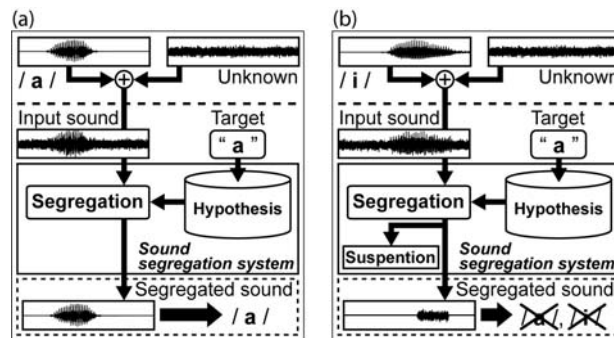 (a)
/ a /
Unknown
Input sound
Target
“ a ”
Segregation
Hypothesis
Sound
segregation system
Segregated sound
/ a /
(b)
/ i /
Unknown
Input sound
Target
“ a ”
Segregation
Hypothesis
Suspention
Sound
segregation system
Segregated sound
/ a /, / i /